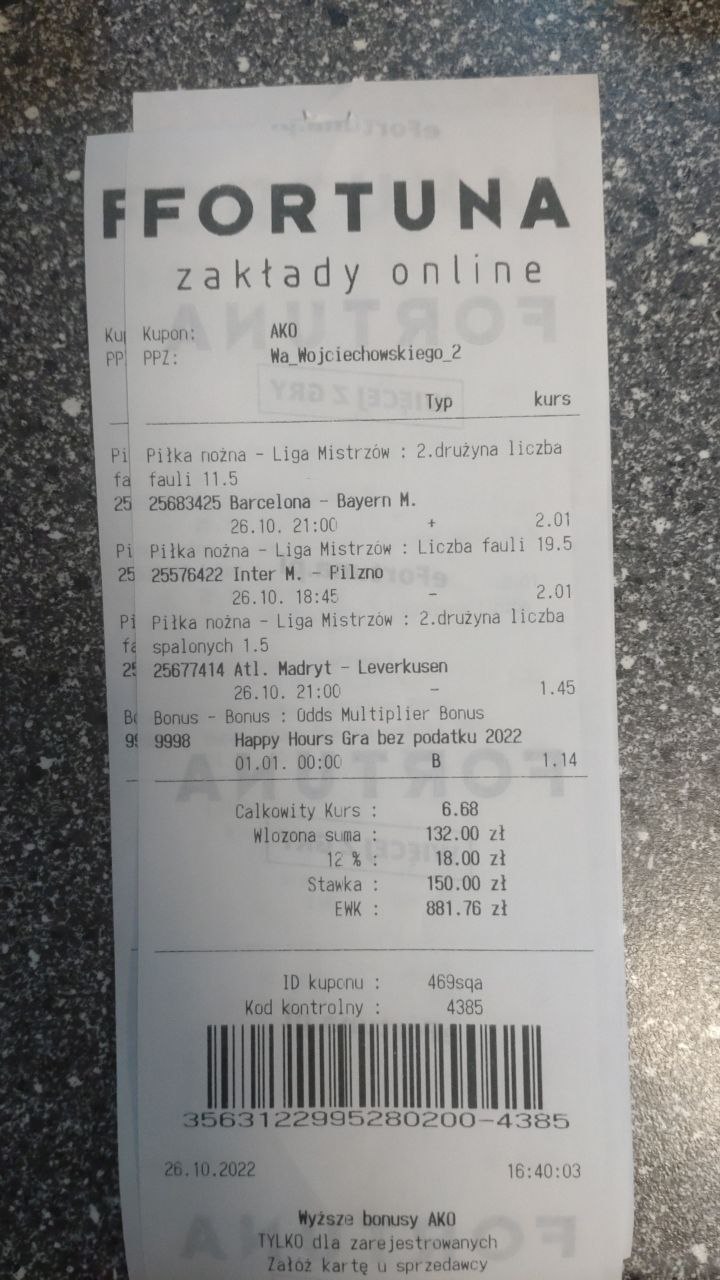 FORTUNA
zakłady online
Kupon: AKO
PPZ: Wa_Wojciechowskiego_2
Typ kurs
Piłka nożna - Liga Mistrzów : 2.drużyna liczba
fauli 11.5
25683425 Barcelona - Bayern M.
26.10. 21:00 + 2.01
Piłka nożna - Liga Mistrzów : Liczba fauli 19.5
25576422 Inter M. - Pilzno
26.10. 18:45 - 2.01
Piłka nożna - Liga Mistrzów : 2.drużyna liczba
spalonych 1.5
25677414 Atl. Madryt - Leverkusen
26.10. 21:00 - 1.45
Bonus - Bonus : Odds Multiplier Bonus
9998 Happy Hours Gra bez podatku 2022
01.01. 00:00 B 1.14
Calkowity Kurs : 6.68
Wlozona suma : 132.00 zł
12 % : 18.00 zł
Stawka : 150.00 zł
EWK : 881.76 zł
ID kuponu : 469sqa
Kod kontrolny : 4385
3563122995280200-4385
26.10.2022 16:40:03
Wyższe bonusy AKO
TYLKO dla zarejestrowanych
Załóż kartę u sprzedawcy